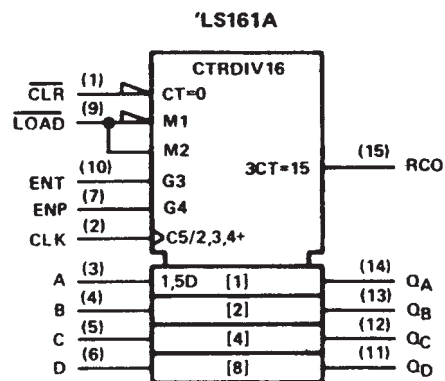 'LS161A
CTRDIV16
CLR (1) CT=0
LOAD (9) M1
M2
3CT=15 (15) RCO
ENT (10) G3
ENP (7) G4
CLK (2) C5/2,3,4+
A (3) 1,5D [1] (14) QA
B (4) [2] (13) QB
C (5) [4] (12) QC
D (6) [8] (11) QD